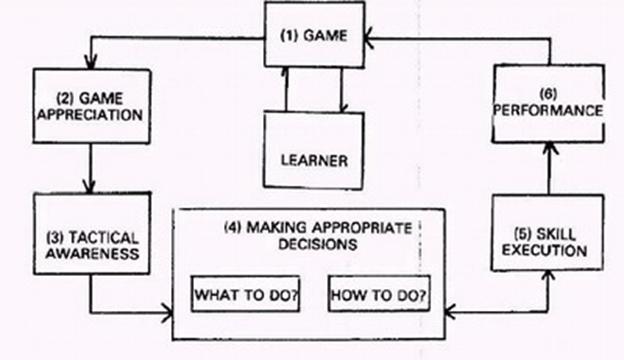 (1) GAME
(2) GAME
APPRECIATION
(6)
PERFORMANCE
LEARNER
(3) TACTICAL
AWARENESS
(4) MAKING APPROPRIATE
DECISIONS
WHAT TO DO?
HOW TO DO?
(5) SKILL
EXECUTION